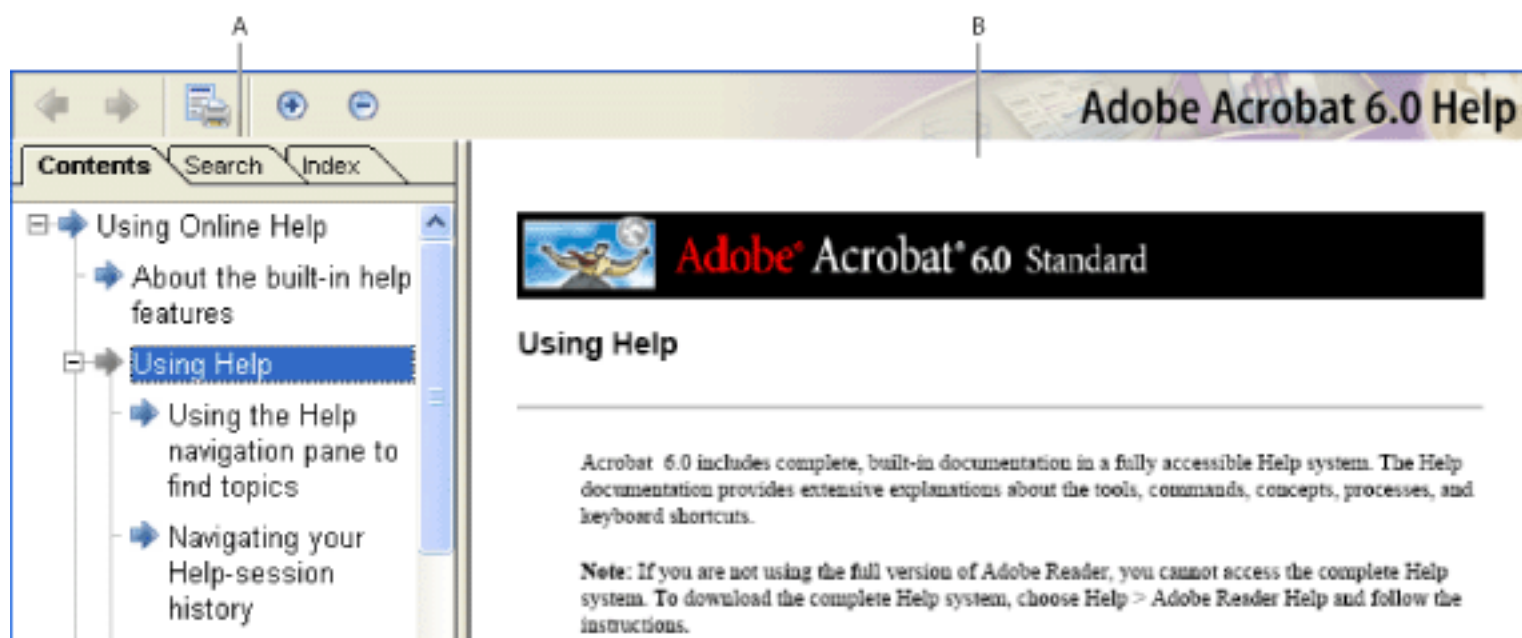 A
B
Adobe Acrobat 6.0 Help
Contents
Search
Index
Using Online Help
About the built-in help
features
Using Help
Using the Help
navigation pane to
find topics
Navigating your
Help-session
history
Adobe® Acrobat® 6.0 Standard
Using Help
Acrobat 6.0 includes complete, built-in documentation in a fully accessible Help system. The Help
documentation provides extensive explanations about the tools, commands, concepts, processes, and
keyboard shortcuts.
Note: If you are not using the full version of Adobe Reader, you cannot access the complete Help
system. To download the complete Help system, choose Help > Adobe Reader Help and follow the
instructions.